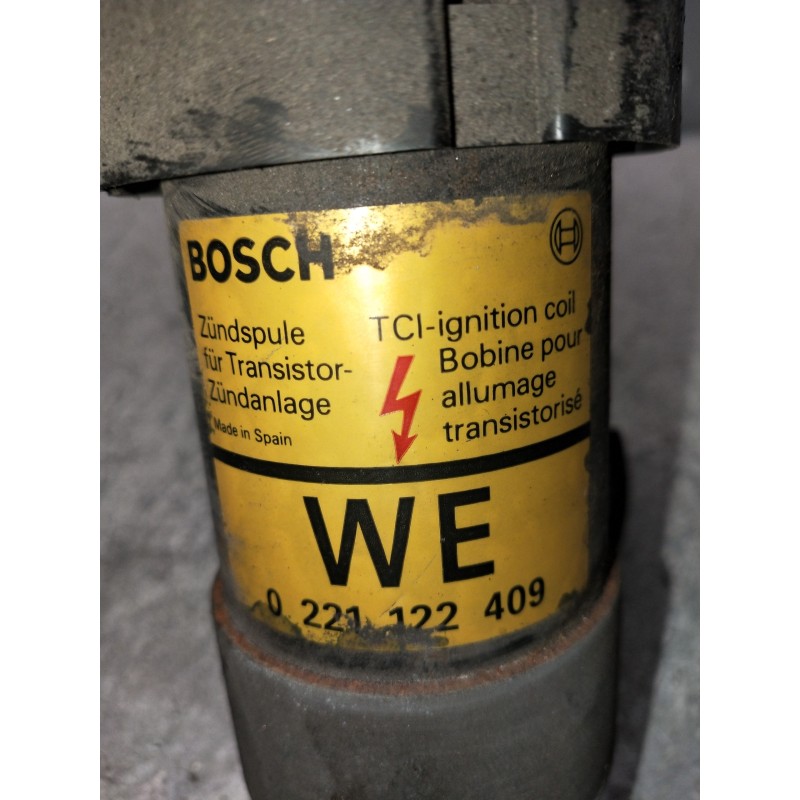 BOSCH
Zündspule
für Transistor-
Zündanlage
Made in Spain
TCI-ignition coil
Bobine pour
allumage
transistorisé
WE
0 221 122 409